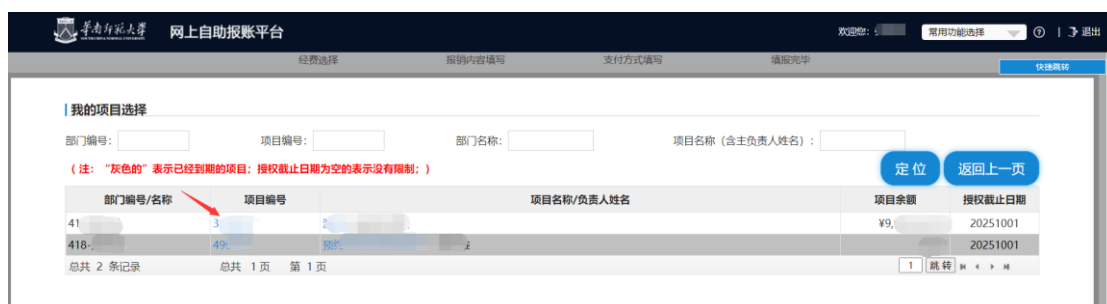 华南师范大学 网上自助报账平台 欢迎您: 常用功能选择 退出
经费选择 报销内容填写 支付方式填写 填报完毕
快捷跳转
我的项目选择
部门编号: 项目编号: 部门名称: 项目名称（含主负责人姓名）:
（注: “灰色的”表示已经到期的项目; 授权截止日期为空的表示没有限制; ）
定位 返回上一页
部门编号/名称 项目编号 项目名称/负责人姓名 项目余额 授权截止日期
41 3 ¥9, 20251001
418- 49 预约 20251001
总共 2 条记录 总共 1 页 第 1 页 1 跳转